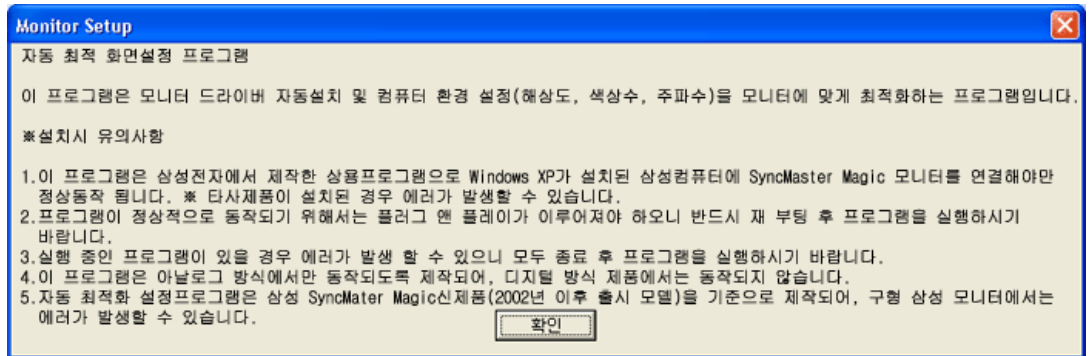 Monitor Setup
자동 최적 화면설정 프로그램
이 프로그램은 모니터 드라이버 자동설치 및 컴퓨터 환경 설정(해상도, 색상수, 주파수)을 모니터에 맞게 최적화하는 프로그램입니다.
※설치시 유의사항
1.이 프로그램은 삼성전자에서 제작한 상용프로그램으로 Windows XP가 설치된 삼성컴퓨터에 SyncMaster Magic 모니터를 연결해야만
정상동작 됩니다. ※ 타사제품이 설치된 경우 에러가 발생할 수 있습니다.
2.프로그램이 정상적으로 동작되기 위해서는 플러그 앤 플레이가 이루어져야 하오니 반드시 재 부팅 후 프로그램을 실행하시기
바랍니다.
3.실행 중인 프로그램이 있을 경우 에러가 발생 할 수 있으니 모두 종료 후 프로그램을 실행하시기 바랍니다.
4.이 프로그램은 아날로그 방식에서만 동작되도록 제작되어, 디지털 방식 제품에서는 동작되지 않습니다.
5.자동 최적화 설정프로그램은 삼성 SyncMater Magic신제품(2002년 이후 출시 모델)을 기준으로 제작되어, 구형 삼성 모니터에서는
에러가 발생할 수 있습니다.
확인